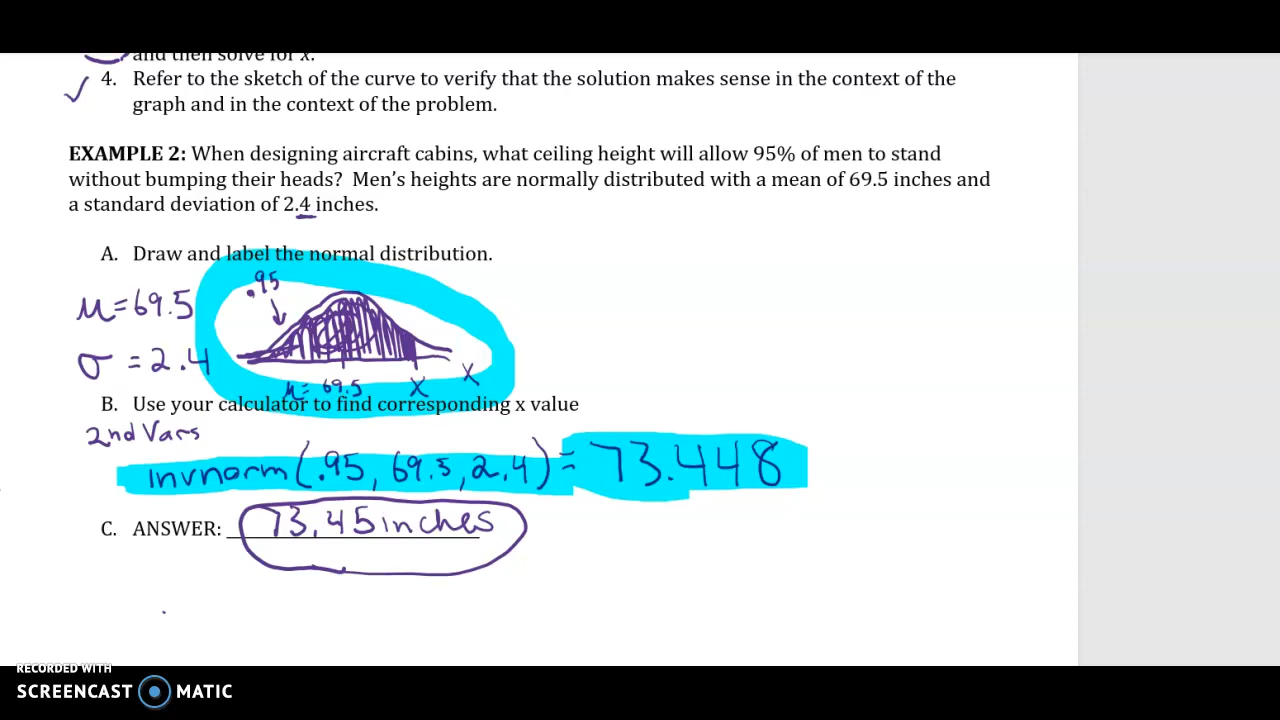 and then solve for x.
4. Refer to the sketch of the curve to verify that the solution makes sense in the context of the
graph and in the context of the problem.
EXAMPLE 2: When designing aircraft cabins, what ceiling height will allow 95% of men to stand
without bumping their heads? Men's heights are normally distributed with a mean of 69.5 inches and
a standard deviation of 2.4 inches.
A. Draw and label the normal distribution.
.95
μ=69.5
σ=2.4
μ= 69.5 X X
B. Use your calculator to find corresponding x value
2nd Vars
invnorm(.95, 69.5, 2.4) = 73.448
C. ANSWER: 73.45 inches
RECORDED WITH
SCREENCAST MATIC